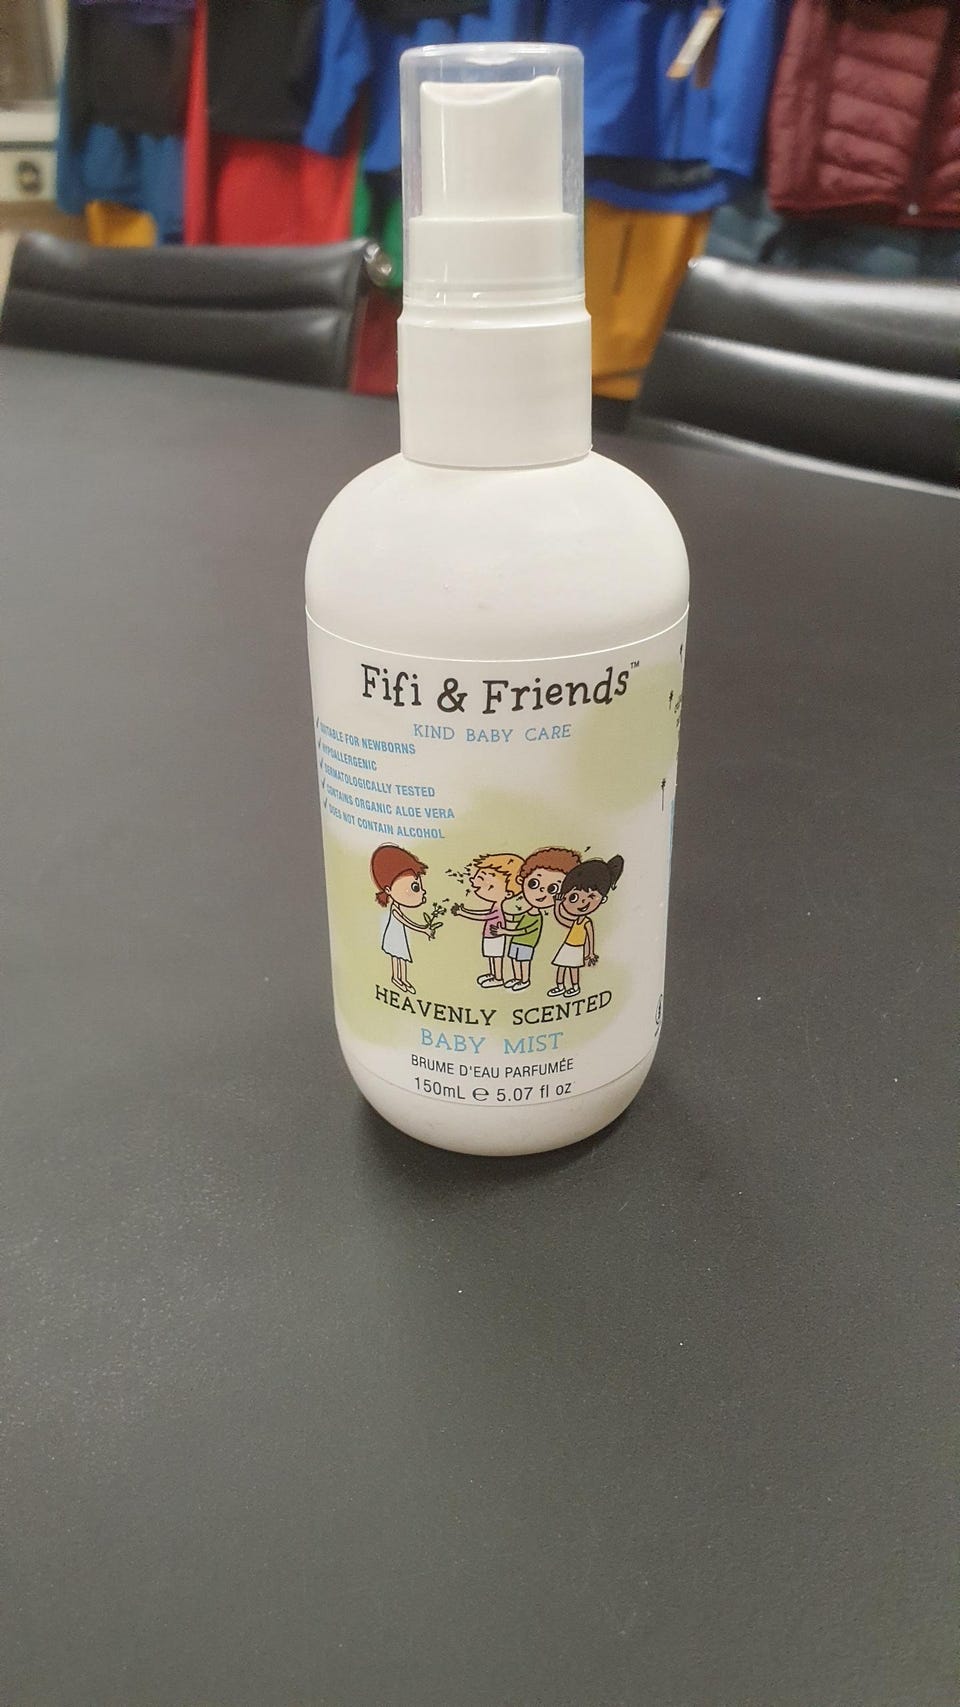 Fifi & Friends™
KIND BABY CARE
✓ SUITABLE FOR NEWBORNS
✓ HYPOALLERGENIC
✓ DERMATOLOGICALLY TESTED
✓ CONTAINS ORGANIC ALOE VERA
✓ DOES NOT CONTAIN ALCOHOL
HEAVENLY SCENTED
BABY MIST
BRUME D'EAU PARFUMÉE
150mL ℮ 5.07 fl oz